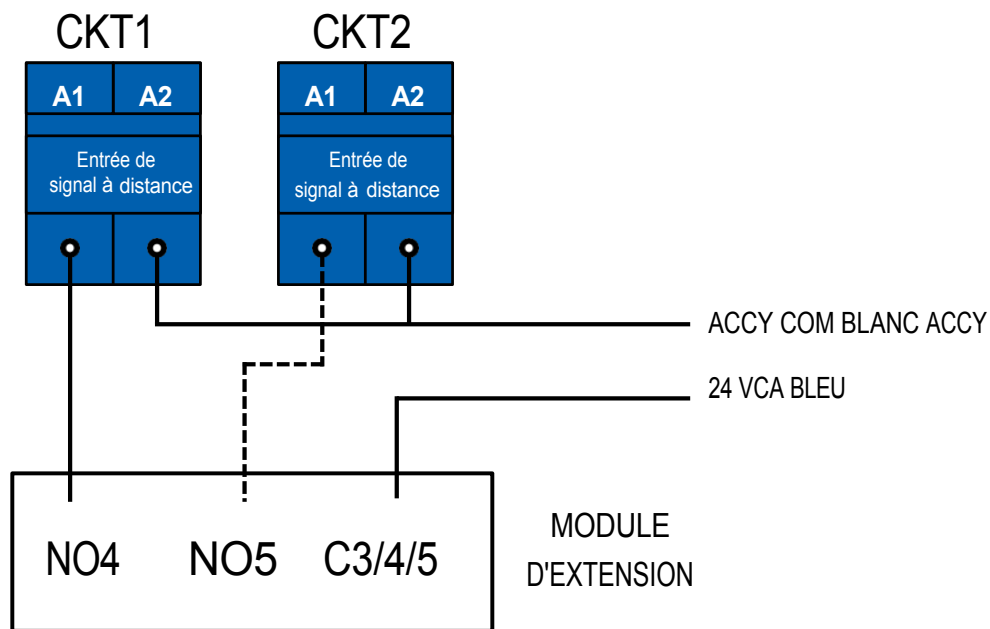 CKT1
CKT2
A1 A2
A1 A2
Entrée de
signal à distance
Entrée de
signal à distance
ACCY COM BLANC ACCY
24 VCA BLEU
NO4 NO5 C3/4/5
MODULE
D'EXTENSION